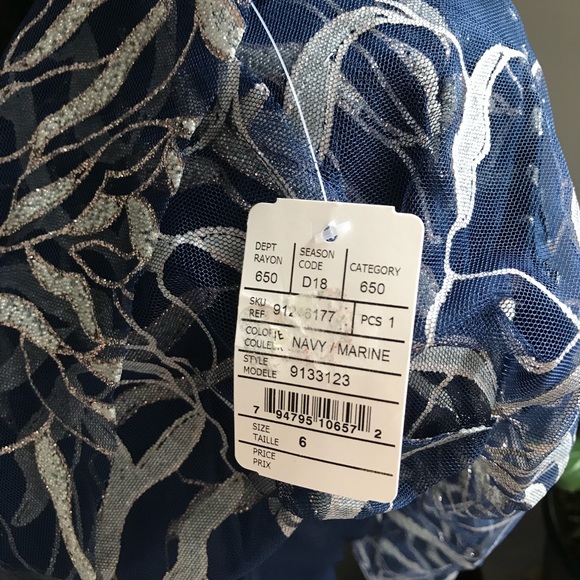 DEPT RAYON 650 SEASON CODE D18 CATEGORY 650
SKU REF. 91246177 PCS 1
COLOR COULEUR NAVY / MARINE
STYLE MODELE 9133123
7 94795 10657 2
SIZE TAILLE 6
PRICE PRIX